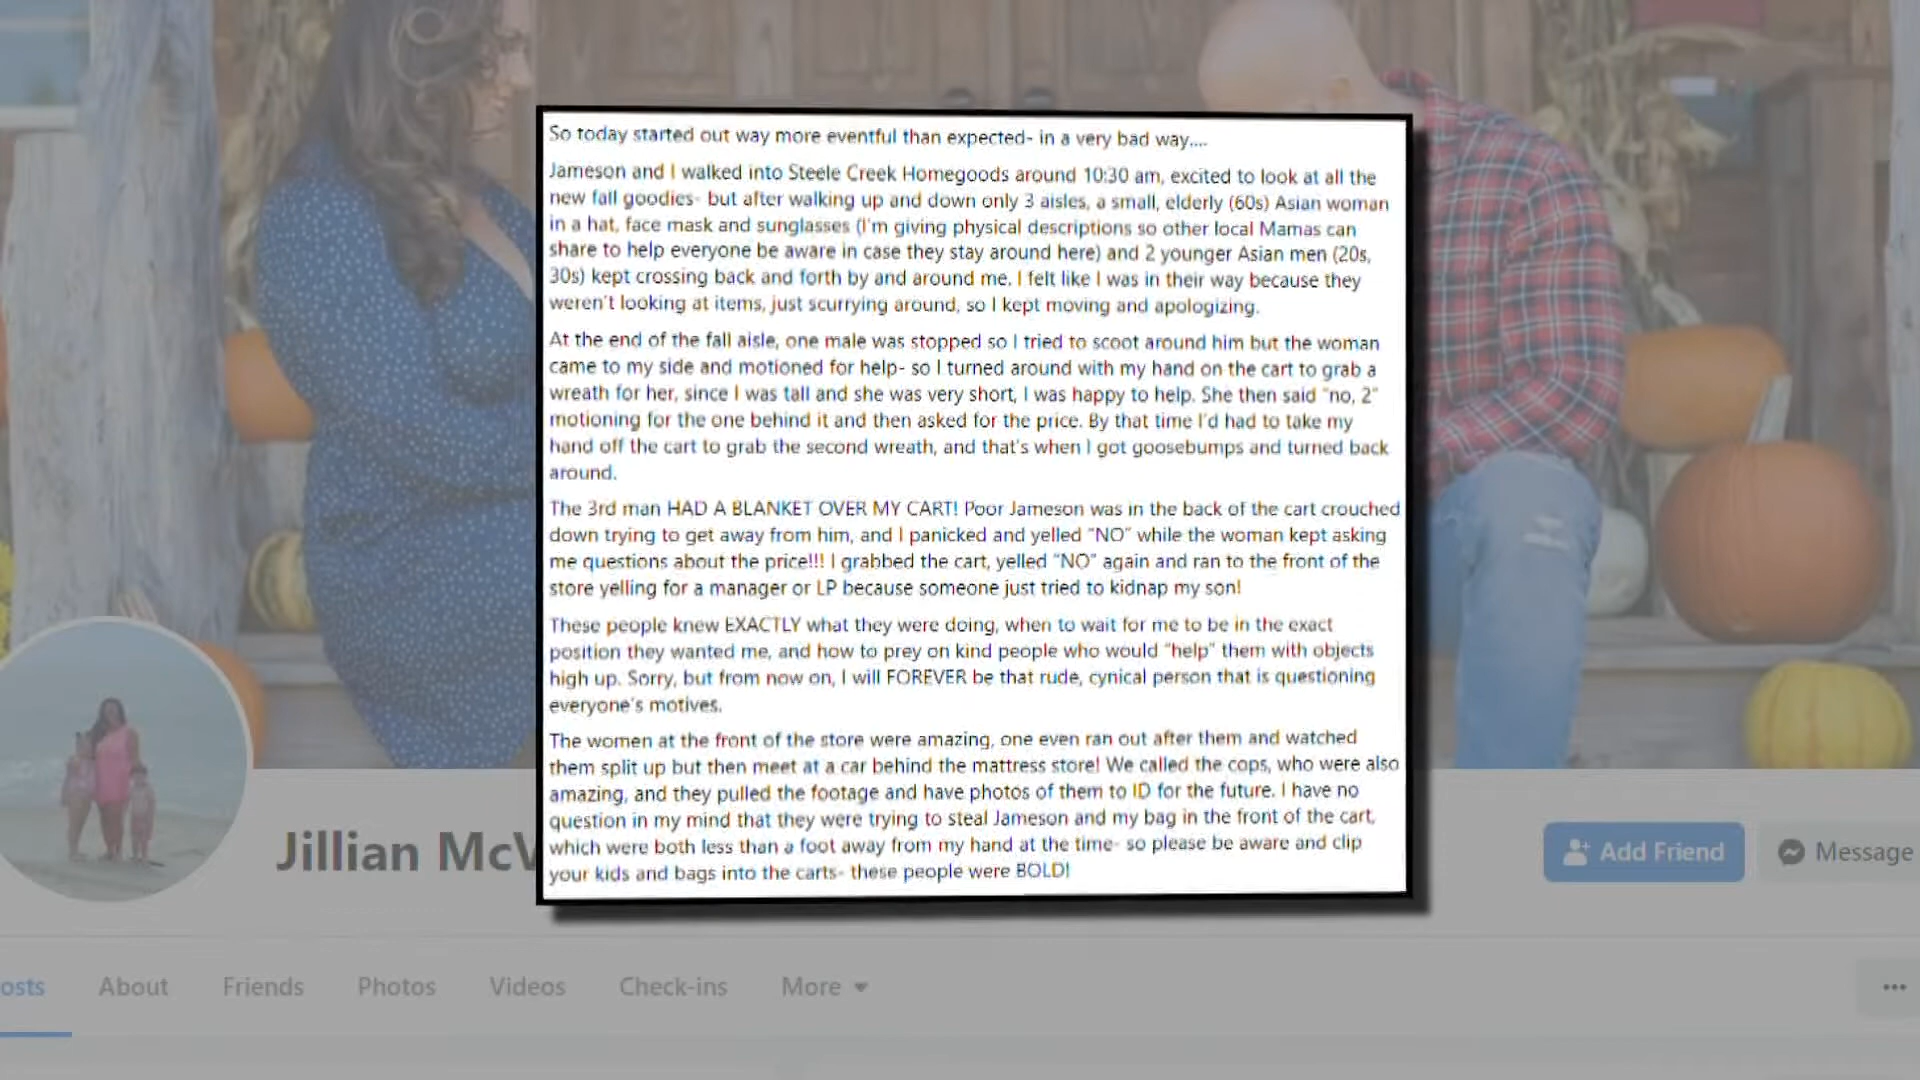 So today started out way more eventful than expected- in a very bad way....
Jameson and I walked into Steele Creek Homegoods around 10:30 am, excited to look at all the
new fall goodies- but after walking up and down only 3 aisles, a small, elderly (60s) Asian woman
in a hat, face mask and sunglasses (I'm giving physical descriptions so other local Mamas can
share to help everyone be aware in case they stay around here) and 2 younger Asian men (20s,
30s) kept crossing back and forth by and around me. I felt like I was in their way because they
weren't looking at items, just scurrying around, so I kept moving and apologizing.
At the end of the fall aisle, one male was stopped so I tried to scoot around him but the woman
came to my side and motioned for help- so I turned around with my hand on the cart to grab a
wreath for her, since I was tall and she was very short, I was happy to help. She then said "no, 2"
motioning for the one behind it and then asked for the price. By that time I'd had to take my
hand off the cart to grab the second wreath, and that's when I got goosebumps and turned back
around.
The 3rd man HAD A BLANKET OVER MY CART! Poor Jameson was in the back of the cart crouched
down trying to get away from him, and I panicked and yelled "NO" while the woman kept asking
me questions about the price!!! I grabbed the cart, yelled "NO" again and ran to the front of the
store yelling for a manager or LP because someone just tried to kidnap my son!
These people knew EXACTLY what they were doing, when to wait for me to be in the exact
position they wanted me, and how to prey on kind people who would "help" them with objects
high up. Sorry, but from now on, I will FOREVER be that rude, cynical person that is questioning
everyone's motives.
The women at the front of the store were amazing, one even ran out after them and watched
them split up but then meet at a car behind the mattress store! We called the cops, who were also
amazing, and they pulled the footage and have photos of them to ID for the future. I have no
question in my mind that they were trying to steal Jameson and my bag in the front of the cart,
which were both less than a foot away from my hand at the time- so please be aware and clip
your kids and bags into the carts- these people were BOLD!
Jillian McV
Add Friend
Message
osts
About
Friends
Photos
Videos
Check-ins
More